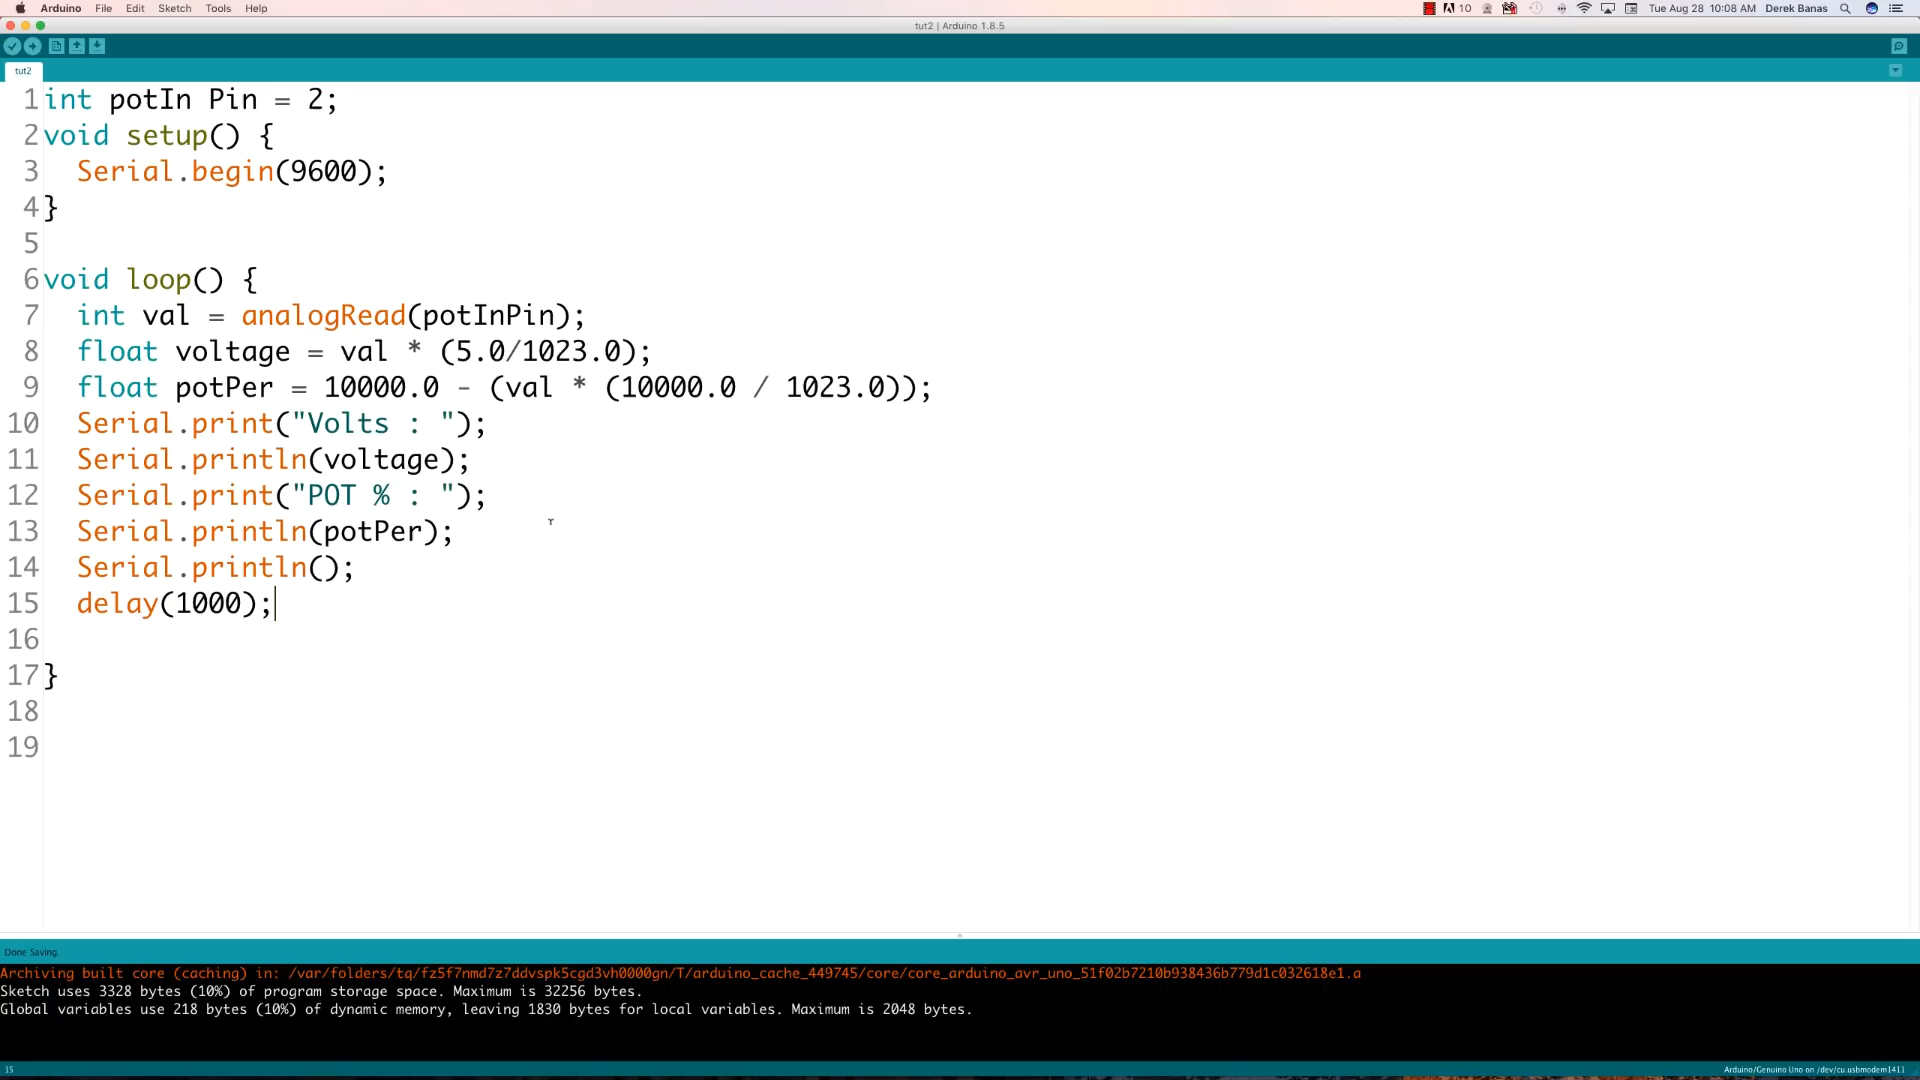 Arduino File Edit Sketch Tools Help 10 Tue Aug 28 10:08 AM Derek Banas
tut2 | Arduino 1.8.5
tut2
1 int potIn Pin = 2;
2 void setup() {
3 Serial.begin(9600);
4 }
5
6 void loop() {
7 int val = analogRead(potInPin);
8 float voltage = val * (5.0/1023.0);
9 float potPer = 10000.0 - (val * (10000.0 / 1023.0));
10 Serial.print("Volts : ");
11 Serial.println(voltage);
12 Serial.print("POT % : ");
13 Serial.println(potPer);
14 Serial.println();
15 delay(1000);
16
17 }
18
19
Done Saving.
Archiving built core (caching) in: /var/folders/tq/fz5f7nmd7z7ddvspk5cgd3vh0000gn/T/arduino_cache_449745/core/core_arduino_avr_uno_51f02b7210b938436b779d1c032618e1.a
Sketch uses 3328 bytes (10%) of program storage space. Maximum is 32256 bytes.
Global variables use 218 bytes (10%) of dynamic memory, leaving 1830 bytes for local variables. Maximum is 2048 bytes.
15 Arduino/Genuino Uno on /dev/cu.usbmodem1411